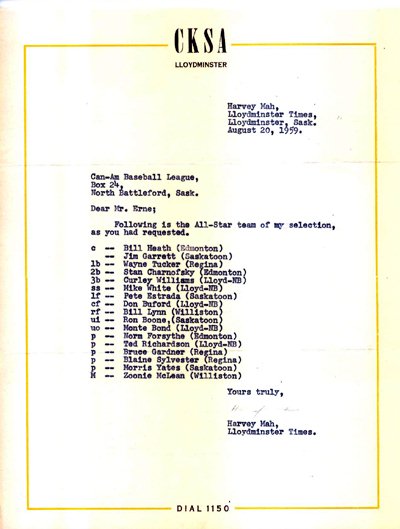 CKSA
LLOYDMINSTER
Harvey Mah,
Lloydminster Times,
Lloydminster, Sask.
August 20, 1959.
Can-Am Baseball League,
Box 24,
North Battleford, Sask.
Dear Mr. Erne;
Following is the All-Star team of my selection,
as you had requested.
c -- Bill Heath (Edmonton)
-- Jim Garrett (Saskatoon)
1b -- Wayne Tucker (Regina)
2b -- Stan Charnofsky (Edmonton)
3b -- Curley Williams (Lloyd-NB)
ss -- Mike White (Lloyd-NB)
lf -- Pete Estrada (Saskatoon)
cf -- Don Buford (Lloyd-NB)
rf -- Bill Lynn (Williston)
ui -- Ron Boone,(Saskatoon)
uo -- Monte Bond (Lloyd-NB)
p -- Norm Forsythe (Edmonton)
p -- Ted Richardson (Lloyd-NB)
p -- Bruce Gardner (Regina)
p -- Blaine Sylvester (Regina)
p -- Morris Yates (Saskatoon)
M -- Zoonie McLean (Williston)
Yours truly,
Harvey Mah,
Lloydminster Times.
DIAL 1150